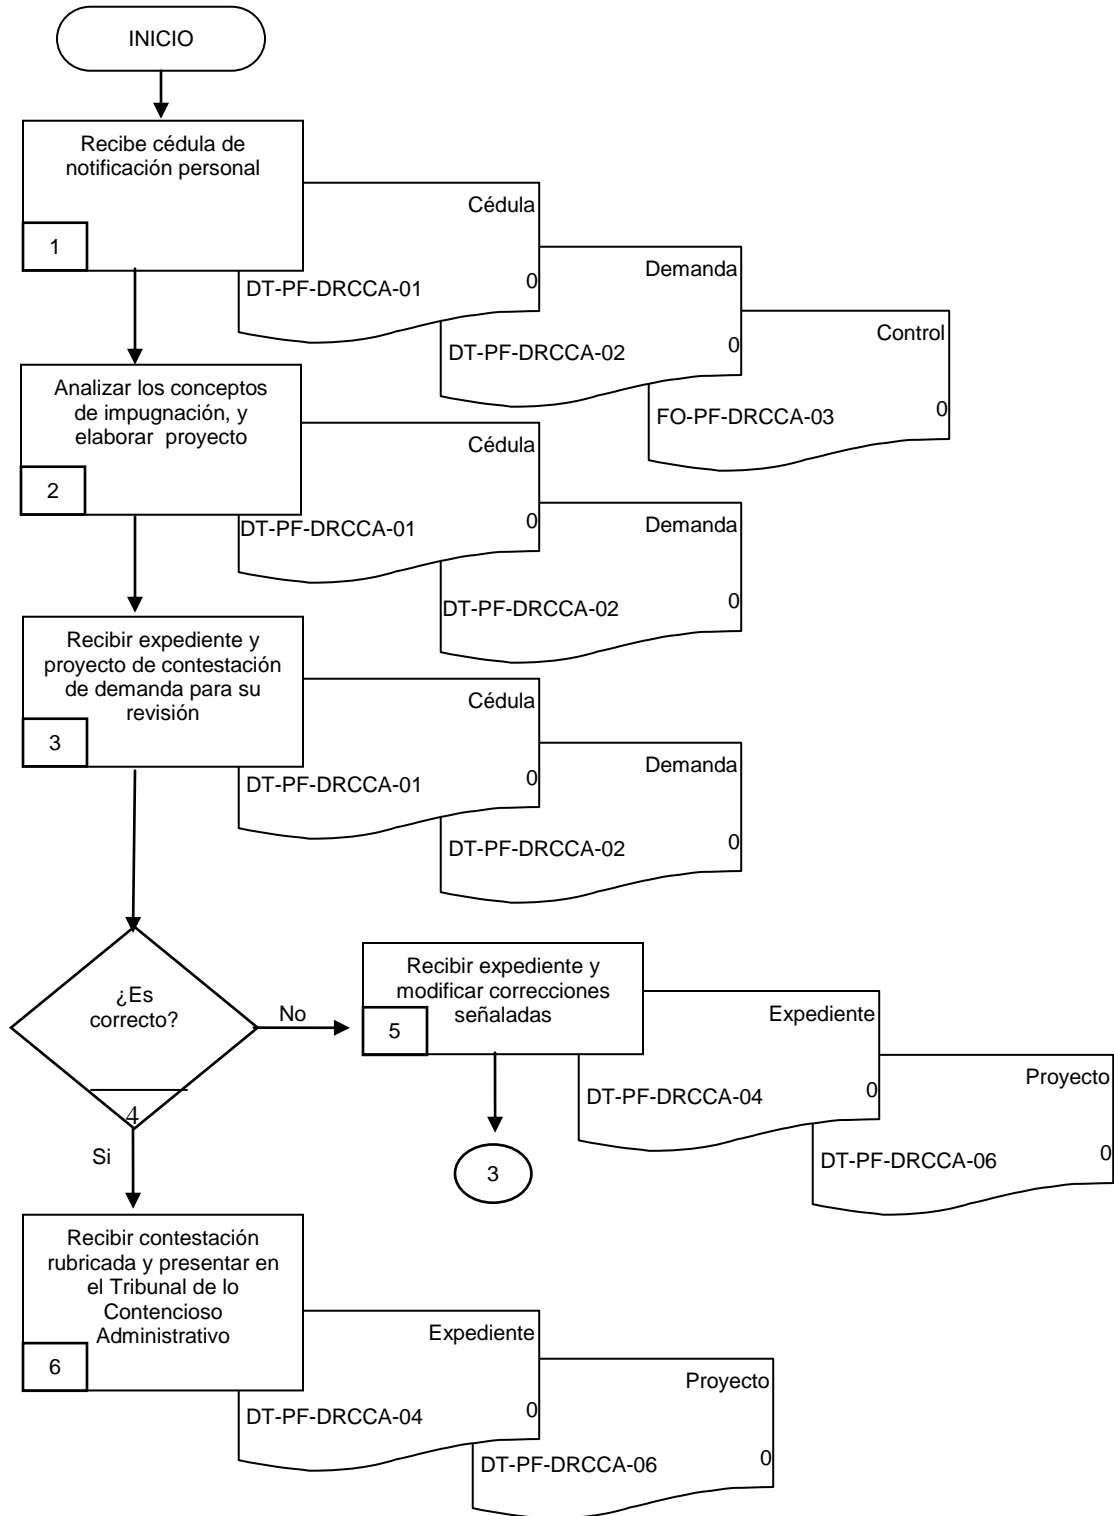 INICIO
Recibe cédula de
notificación personal
1
Cédula
0
DT-PF-DRCCA-01
Demanda
0
DT-PF-DRCCA-02
Control
0
FO-PF-DRCCA-03
Analizar los conceptos
de impugnación, y
elaborar proyecto
2
Cédula
0
DT-PF-DRCCA-01
Demanda
0
DT-PF-DRCCA-02
Recibir expediente y
proyecto de contestación
de demanda para su
revisión
3
Cédula
0
DT-PF-DRCCA-01
Demanda
0
DT-PF-DRCCA-02
¿Es
correcto?
4
No
Recibir expediente y
modificar correcciones
señaladas
5
Expediente
0
DT-PF-DRCCA-04
Proyecto
0
DT-PF-DRCCA-06
3
Si
Recibir contestación
rubricada y presentar en
el Tribunal de lo
Contencioso
Administrativo
6
Expediente
0
DT-PF-DRCCA-04
Proyecto
0
DT-PF-DRCCA-06